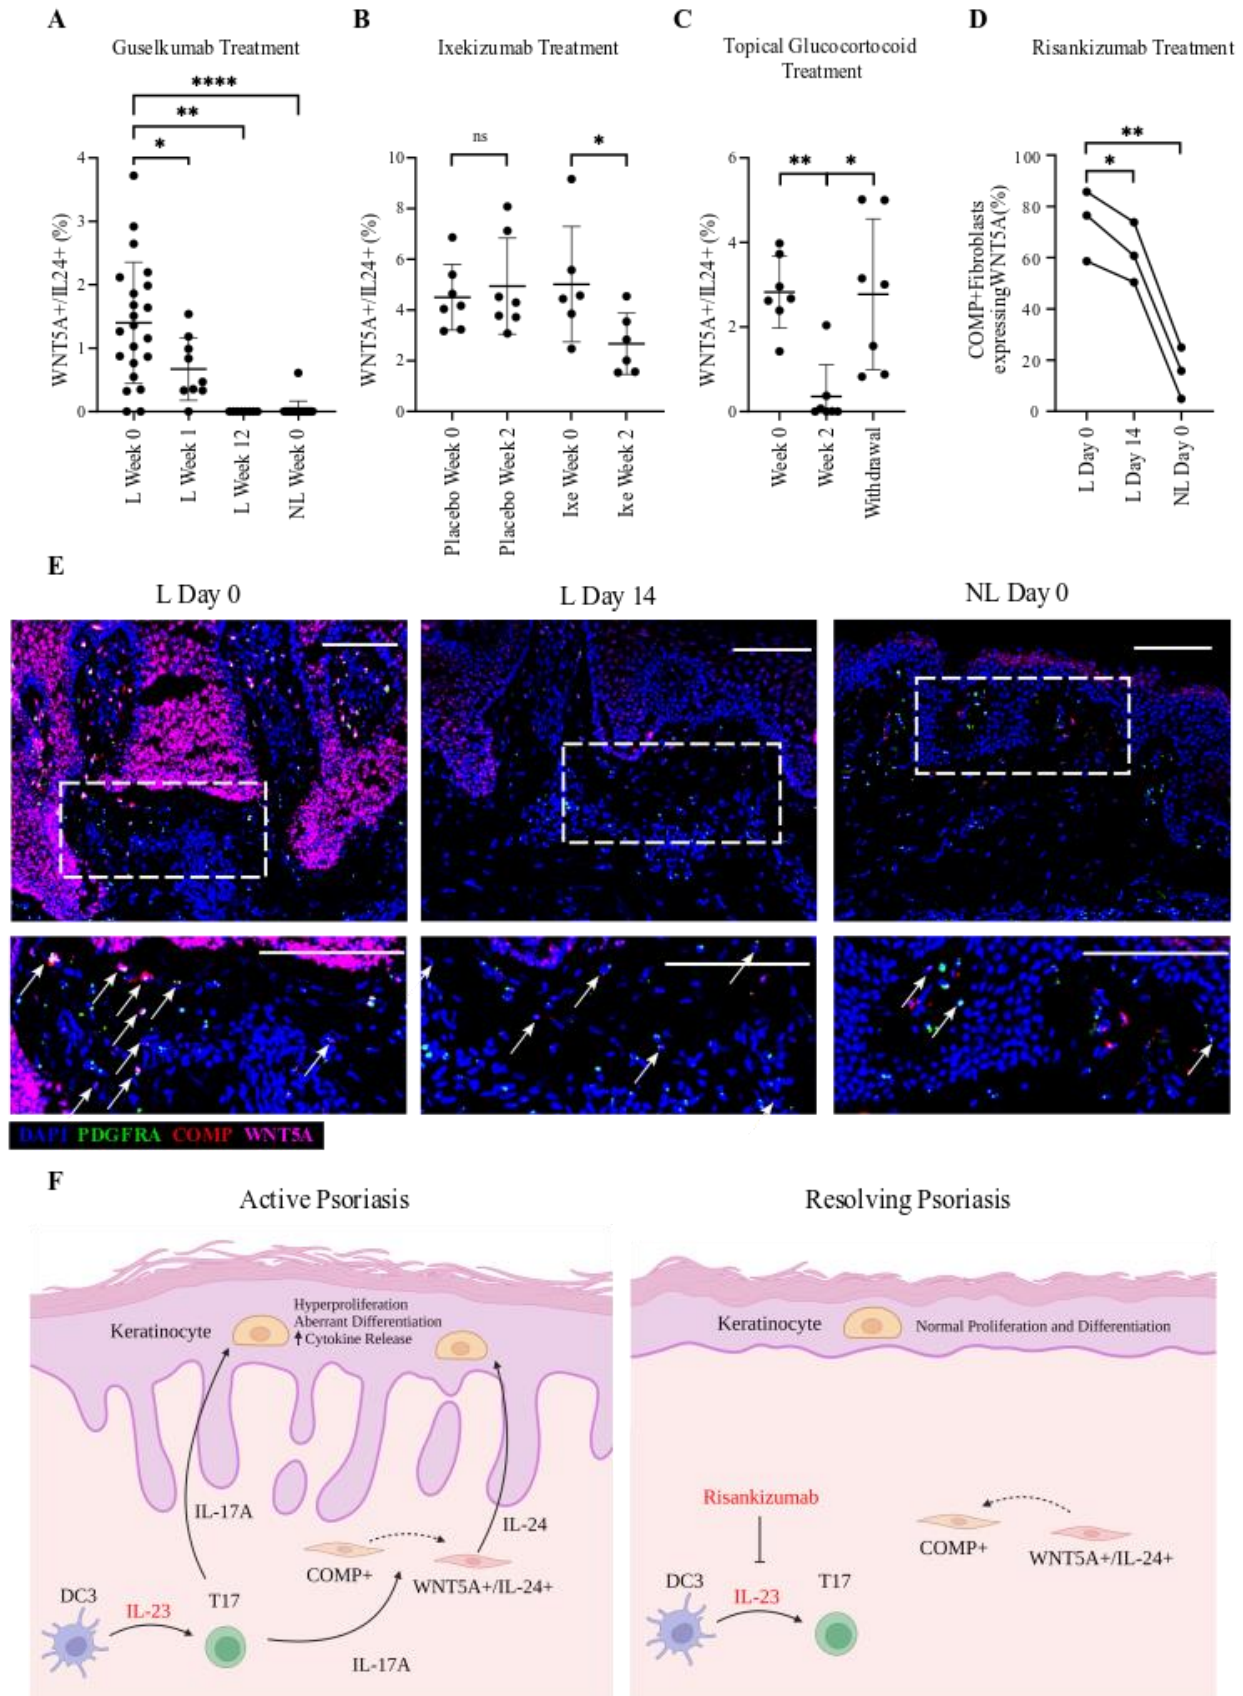 A
B
C
D
Guselkumab Treatment
Ixekizumab Treatment
Topical Glucocortocoid
Treatment
Risankizumab Treatment
****
**
*
4
3
2
1
0
WNT5A+/IL24+ (%)
L Week 0
L Week 1
L Week 12
NL Week 0
ns
*
10
8
6
4
2
0
WNT5A+/IL24+ (%)
Placebo Week 0
Placebo Week 2
Ixe Week 0
Ixe Week 2
**
*
6
4
2
0
WNT5A+/IL24+ (%)
Week 0
Week 2
Withdrawal
**
*
100
80
60
40
20
0
COMP+Fibroblasts
expressingWNT5A(%)
L Day 0
L Day 14
NL Day 0
E
L Day 0
L Day 14
NL Day 0
DAPI PDGFRA COMP WNT5A
F
Active Psoriasis
Resolving Psoriasis
Keratinocyte
Hyperproliferation
Aberrant Differentiation
↑Cytokine Release
IL-17A
IL-24
COMP+
WNT5A+/IL-24+
DC3
IL-23
T17
IL-17A
Keratinocyte
Normal Proliferation and Differentiation
Risankizumab
COMP+
WNT5A+/IL-24+
DC3
IL-23
T17